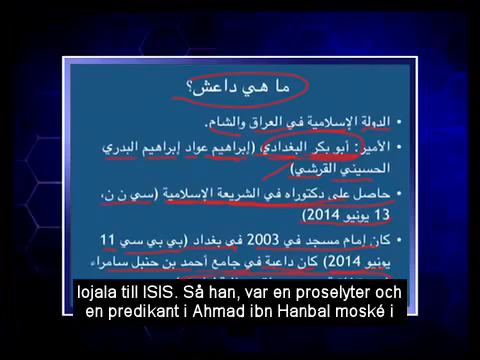 ما هي داعش؟
• الدولة الإسلامية في العراق والشام.
• الأمير: أبو بكر البغدادي (إبراهيم عواد إبراهيم البدري
الحسيني القرشي)
• حاصل على دكتوراه في الشريعة الإسلامية (سي ن ن،
13 يونيو 2014)
• كان إمام مسجد في 2003 في بغداد (بي بي سي 11
يونيو 2014) كان داعية في جامع أحمد بن حنبل سامراء
lojala till ISIS. Så han, var en proselyter och
en predikant i Ahmad ibn Hanbal moské i